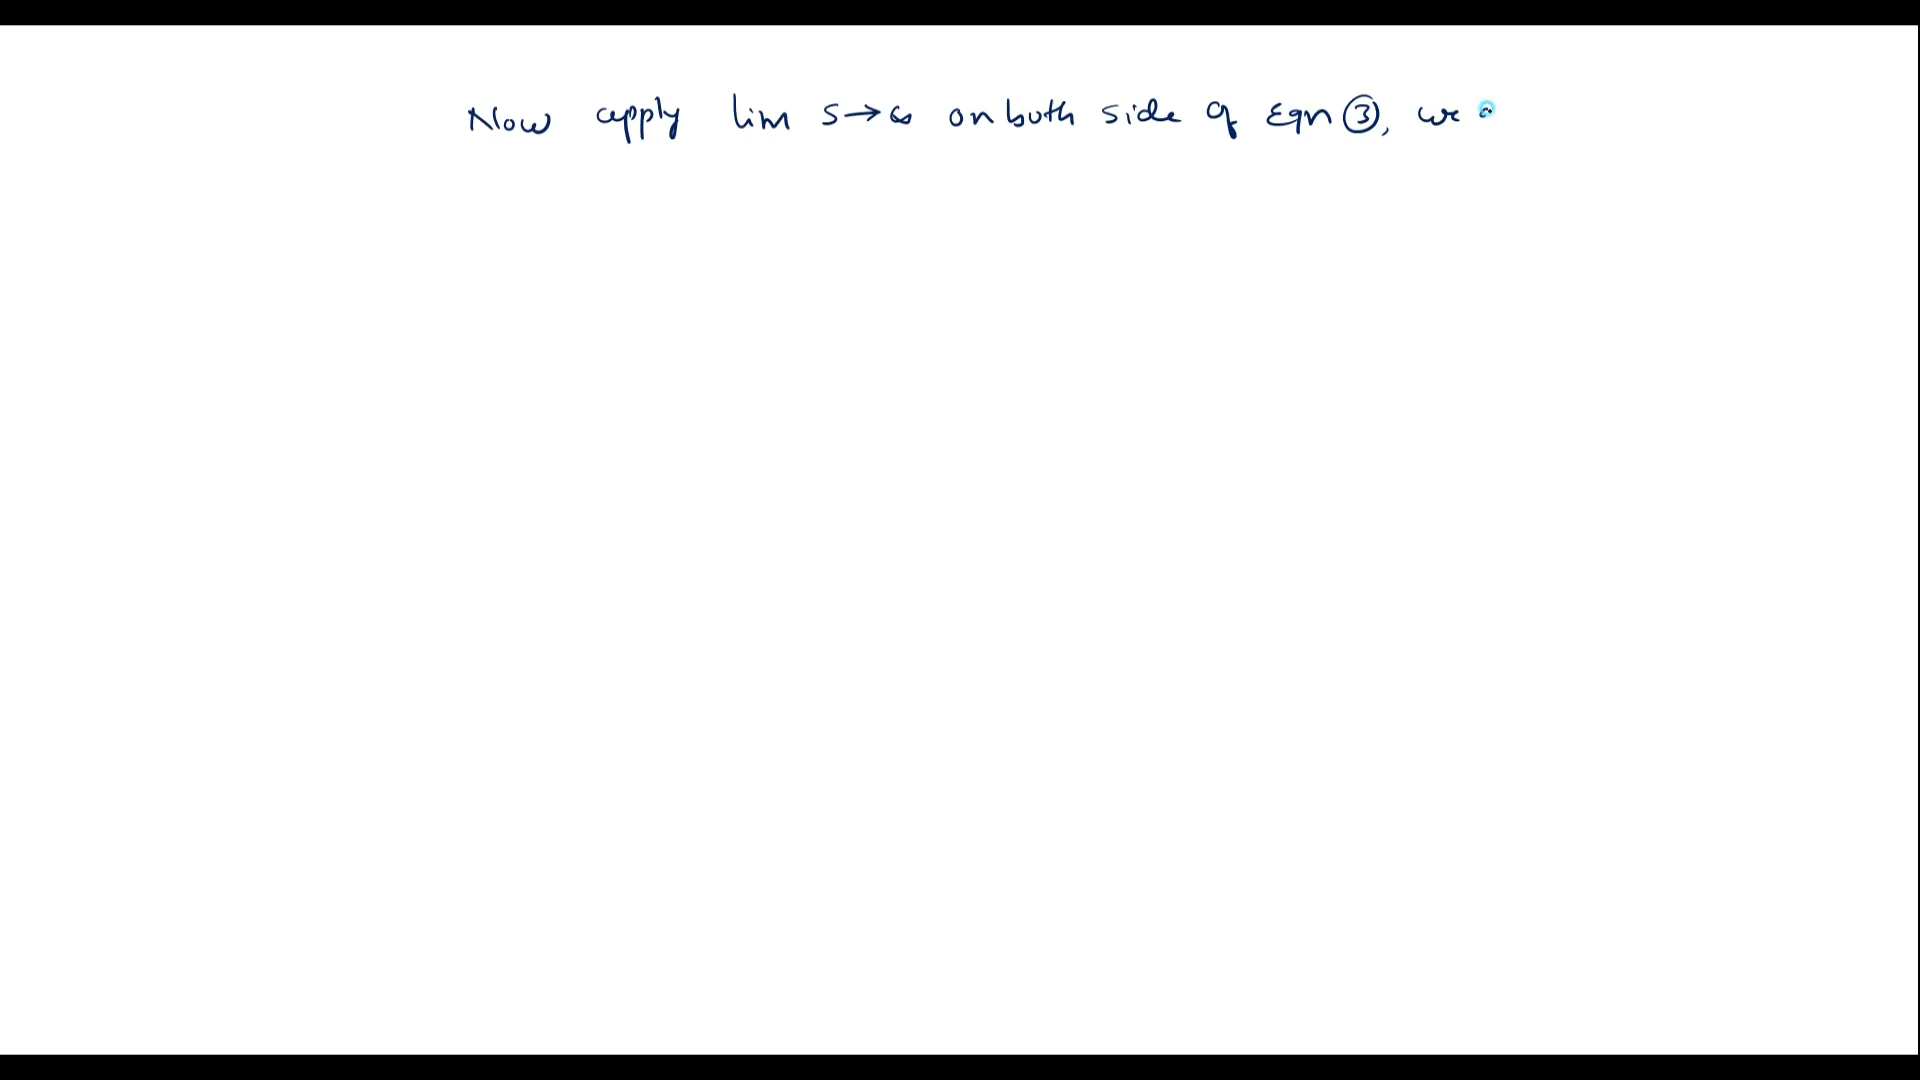 Now apply lim s→∞ on both side of Eqn ③, we